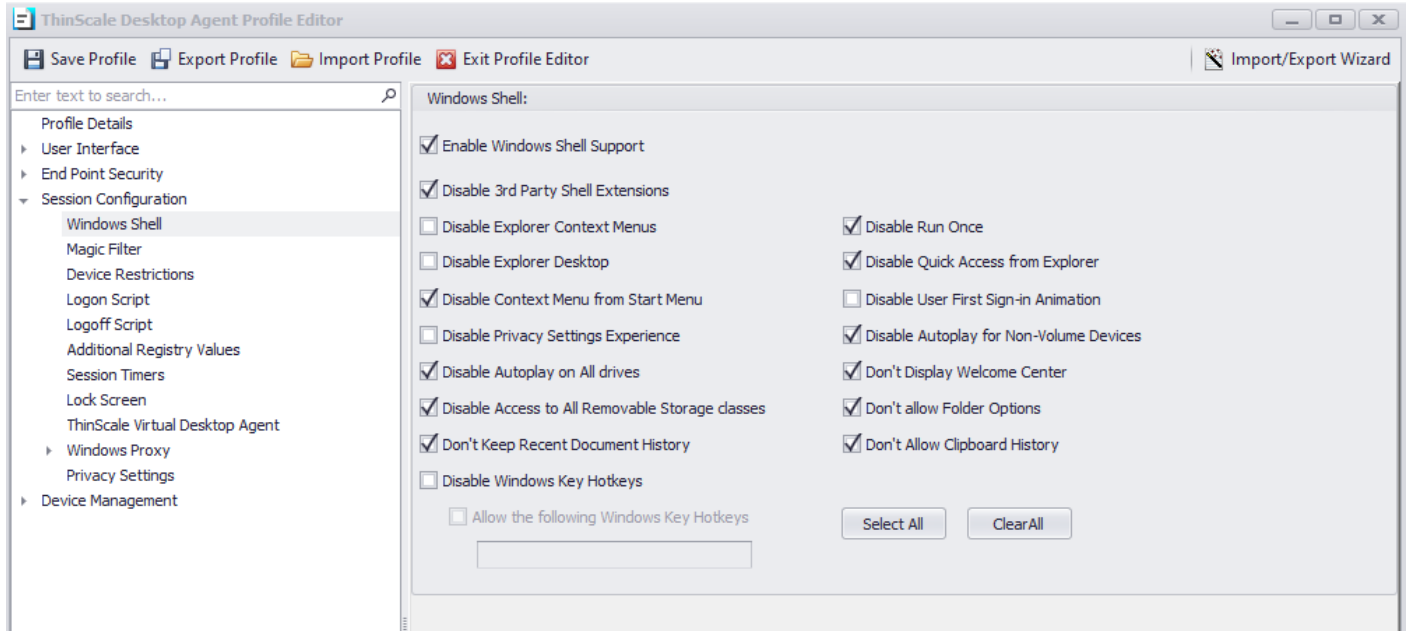 ThinScale Desktop Agent Profile Editor
Save Profile Export Profile Import Profile Exit Profile Editor Import/Export Wizard
Enter text to search...
Profile Details
User Interface
End Point Security
Session Configuration
Windows Shell
Magic Filter
Device Restrictions
Logon Script
Logoff Script
Additional Registry Values
Session Timers
Lock Screen
ThinScale Virtual Desktop Agent
Windows Proxy
Privacy Settings
Device Management
Windows Shell:
Enable Windows Shell Support
Disable 3rd Party Shell Extensions
Disable Explorer Context Menus Disable Run Once
Disable Explorer Desktop Disable Quick Access from Explorer
Disable Context Menu from Start Menu Disable User First Sign-in Animation
Disable Privacy Settings Experience Disable Autoplay for Non-Volume Devices
Disable Autoplay on All drives Don't Display Welcome Center
Disable Access to All Removable Storage classes Don't allow Folder Options
Don't Keep Recent Document History Don't Allow Clipboard History
Disable Windows Key Hotkeys
Allow the following Windows Key Hotkeys Select All ClearAll